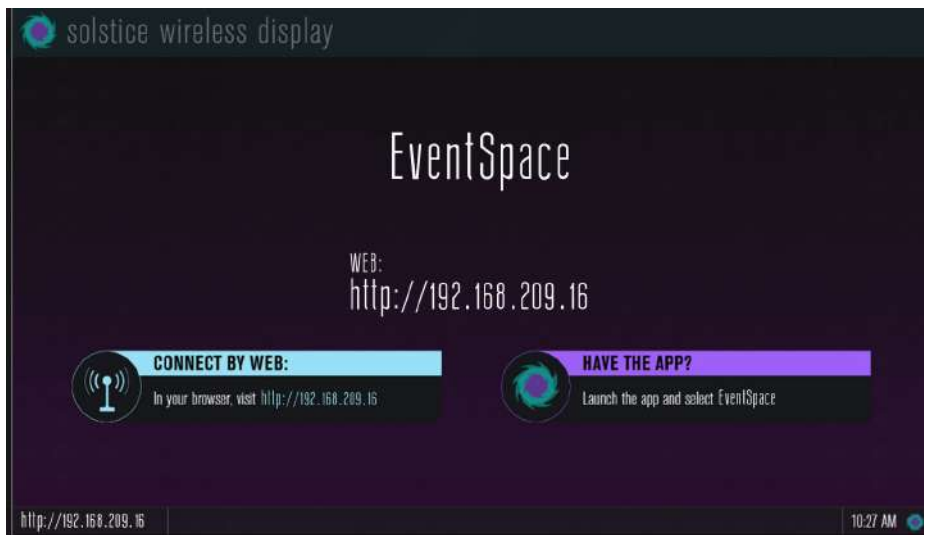 solstice wireless display
EventSpace
WEB:
http://192.168.209.16
CONNECT BY WEB:
In your browser, visit http://192.168.209.16
HAVE THE APP?
Launch the app and select EventSpace
http://192.168.209.16
10:27 AM